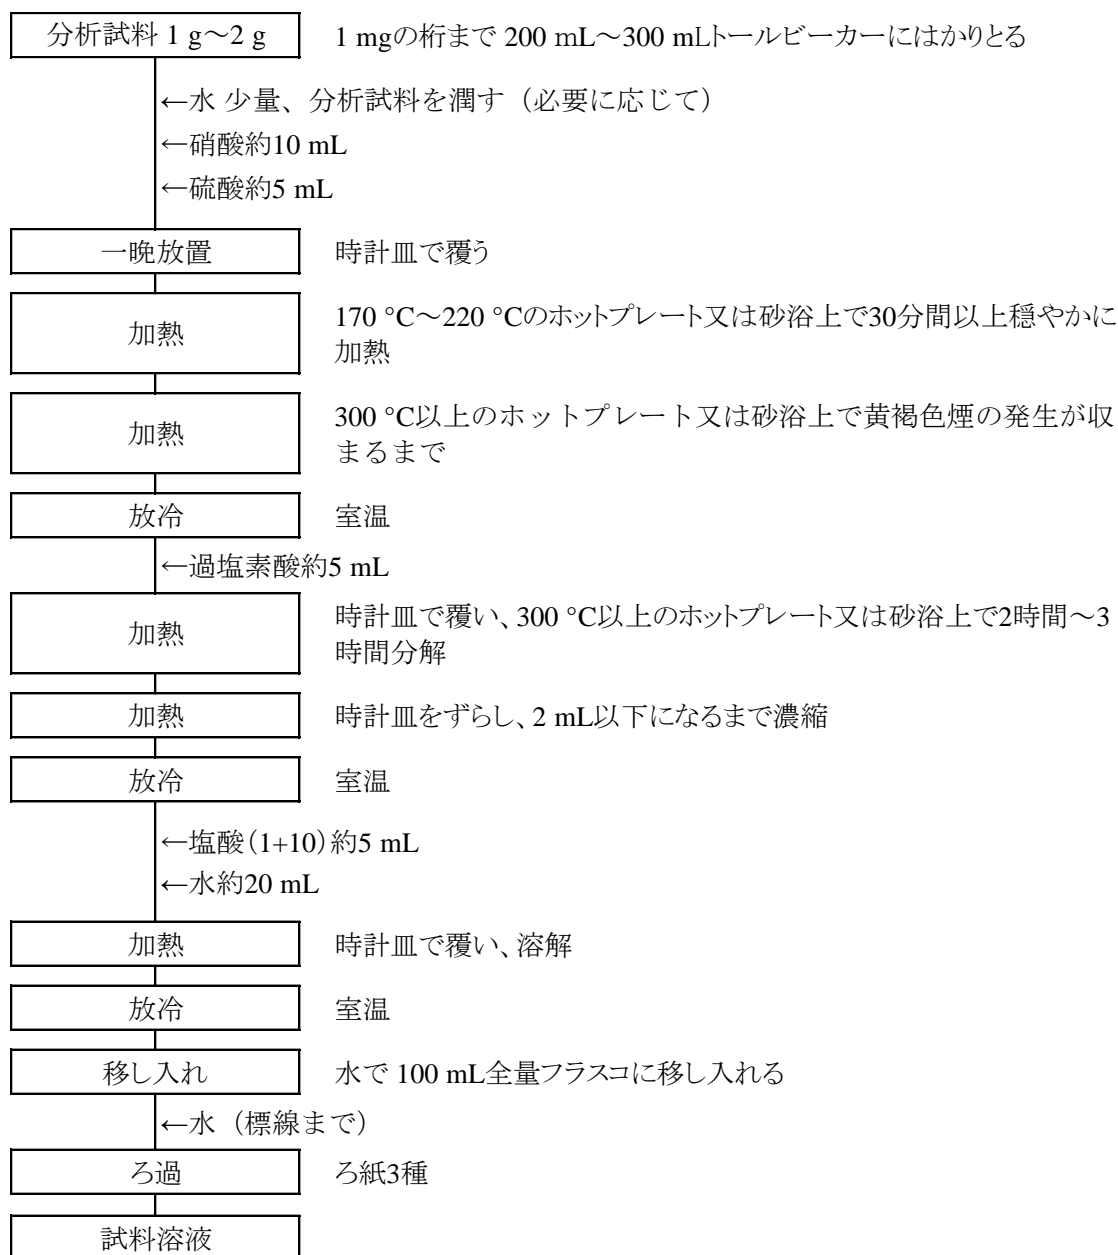 分析試料 1 g～2 g
1 mgの桁まで 200 mL～300 mLトールビーカーにはかりとる
←水 少量、分析試料を潤す（必要に応じて）
←硝酸約10 mL
←硫酸約5 mL
一晩放置
時計皿で覆う
加熱
170 °C～220 °Cのホットプレート又は砂浴上で30分間以上穏やかに
加熱
加熱
300 °C以上のホットプレート又は砂浴上で黄褐色煙の発生が収
まるまで
放冷
室温
←過塩素酸約5 mL
加熱
時計皿で覆い、300 °C以上のホットプレート又は砂浴上で2時間～3
時間分解
加熱
時計皿をずらし、2 mL以下になるまで濃縮
放冷
室温
←塩酸(1+10)約5 mL
←水約20 mL
加熱
時計皿で覆い、溶解
放冷
室温
移し入れ
水で 100 mL全量フラスコに移し入れる
←水（標線まで）
ろ過
ろ紙3種
試料溶液